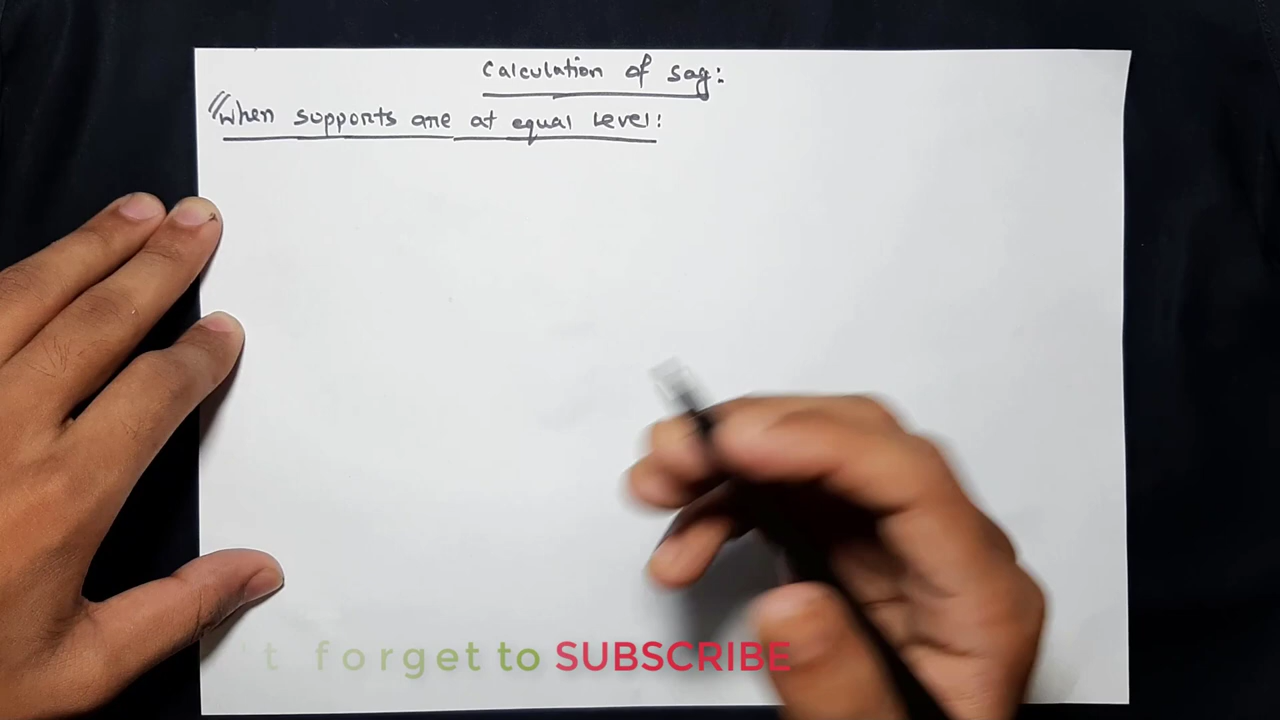 Calculation of sag:
When supports are at equal Level:
't forget to SUBSCRIBE